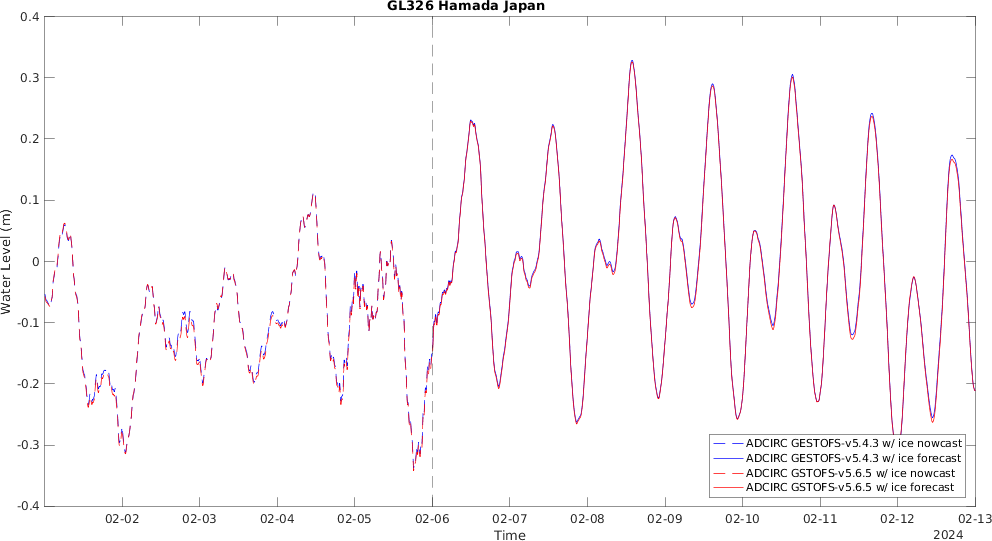 GL326 Hamada Japan
0.4
0.3
0.2
0.1
0
-0.1
-0.2
-0.3
-0.4
Water Level (m)
ADCIRC GESTOFS-v5.4.3 w/ ice nowcast
ADCIRC GESTOFS-v5.4.3 w/ ice forecast
ADCIRC GSTOFS-v5.6.5 w/ ice nowcast
ADCIRC GSTOFS-v5.6.5 w/ ice forecast
02-02 02-03 02-04 02-05 02-06 02-07 02-08 02-09 02-10 02-11 02-12 02-13
Time
2024